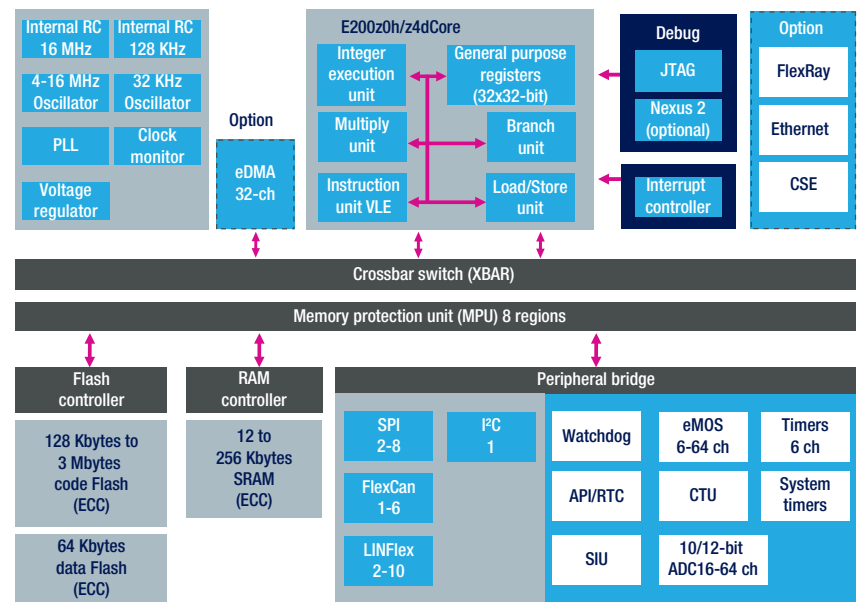 Internal RC
16 MHz
Internal RC
128 KHz
4-16 MHz
Oscillator
32 KHz
Oscillator
PLL
Clock
monitor
Voltage
regulator
Option
eDMA
32-ch
E200z0h/z4dCore
Integer
execution
unit
General purpose
registers
(32x32-bit)
Multiply
unit
Branch
unit
Instruction
unit VLE
Load/Store
unit
Debug
JTAG
Nexus 2
(optional)
Interrupt
controller
Option
FlexRay
Ethernet
CSE
Crossbar switch (XBAR)
Memory protection unit (MPU) 8 regions
Flash
controller
128 Kbytes to
3 Mbytes
code Flash
(ECC)
64 Kbytes
data Flash
(ECC)
RAM
controller
12 to
256 Kbytes
SRAM
(ECC)
Peripheral bridge
SPI
2-8
I²C
1
FlexCan
1-6
LINFlex
2-10
Watchdog
eMOS
6-64 ch
Timers
6 ch
API/RTC
CTU
System
timers
SIU
10/12-bit
ADC16-64 ch